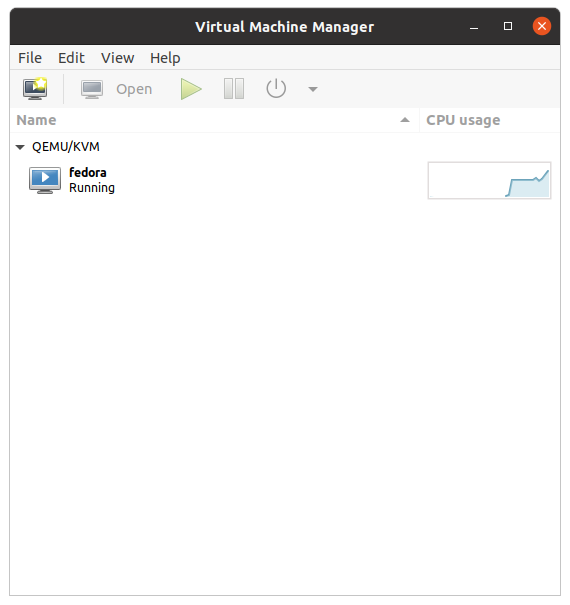 Virtual Machine Manager
File Edit View Help
Open
Name CPU usage
QEMU/KVM
fedora
Running